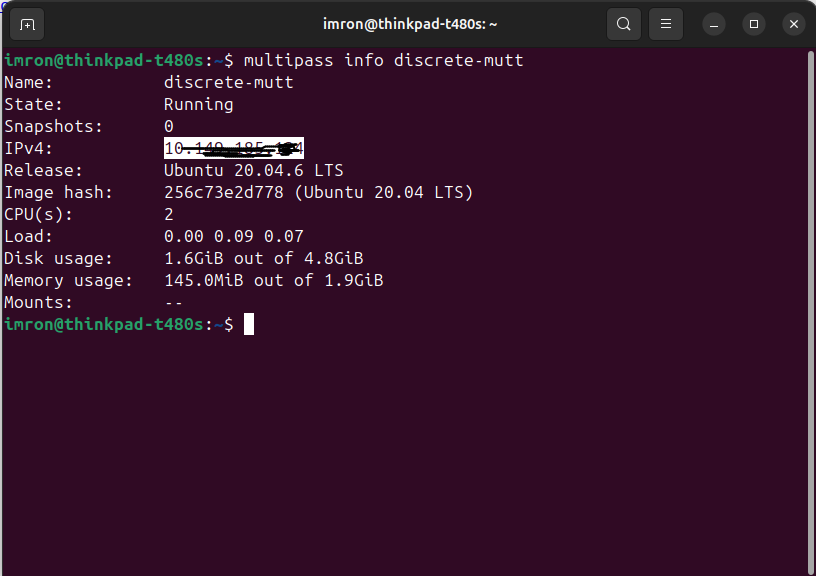 imron@thinkpad-t480s: ~
imron@thinkpad-t480s:~$ multipass info discrete-mutt
Name: discrete-mutt
State: Running
Snapshots: 0
IPv4: 10.
Release: Ubuntu 20.04.6 LTS
Image hash: 256c73e2d778 (Ubuntu 20.04 LTS)
CPU(s): 2
Load: 0.00 0.09 0.07
Disk usage: 1.6GiB out of 4.8GiB
Memory usage: 145.0MiB out of 1.9GiB
Mounts: --
imron@thinkpad-t480s:~$